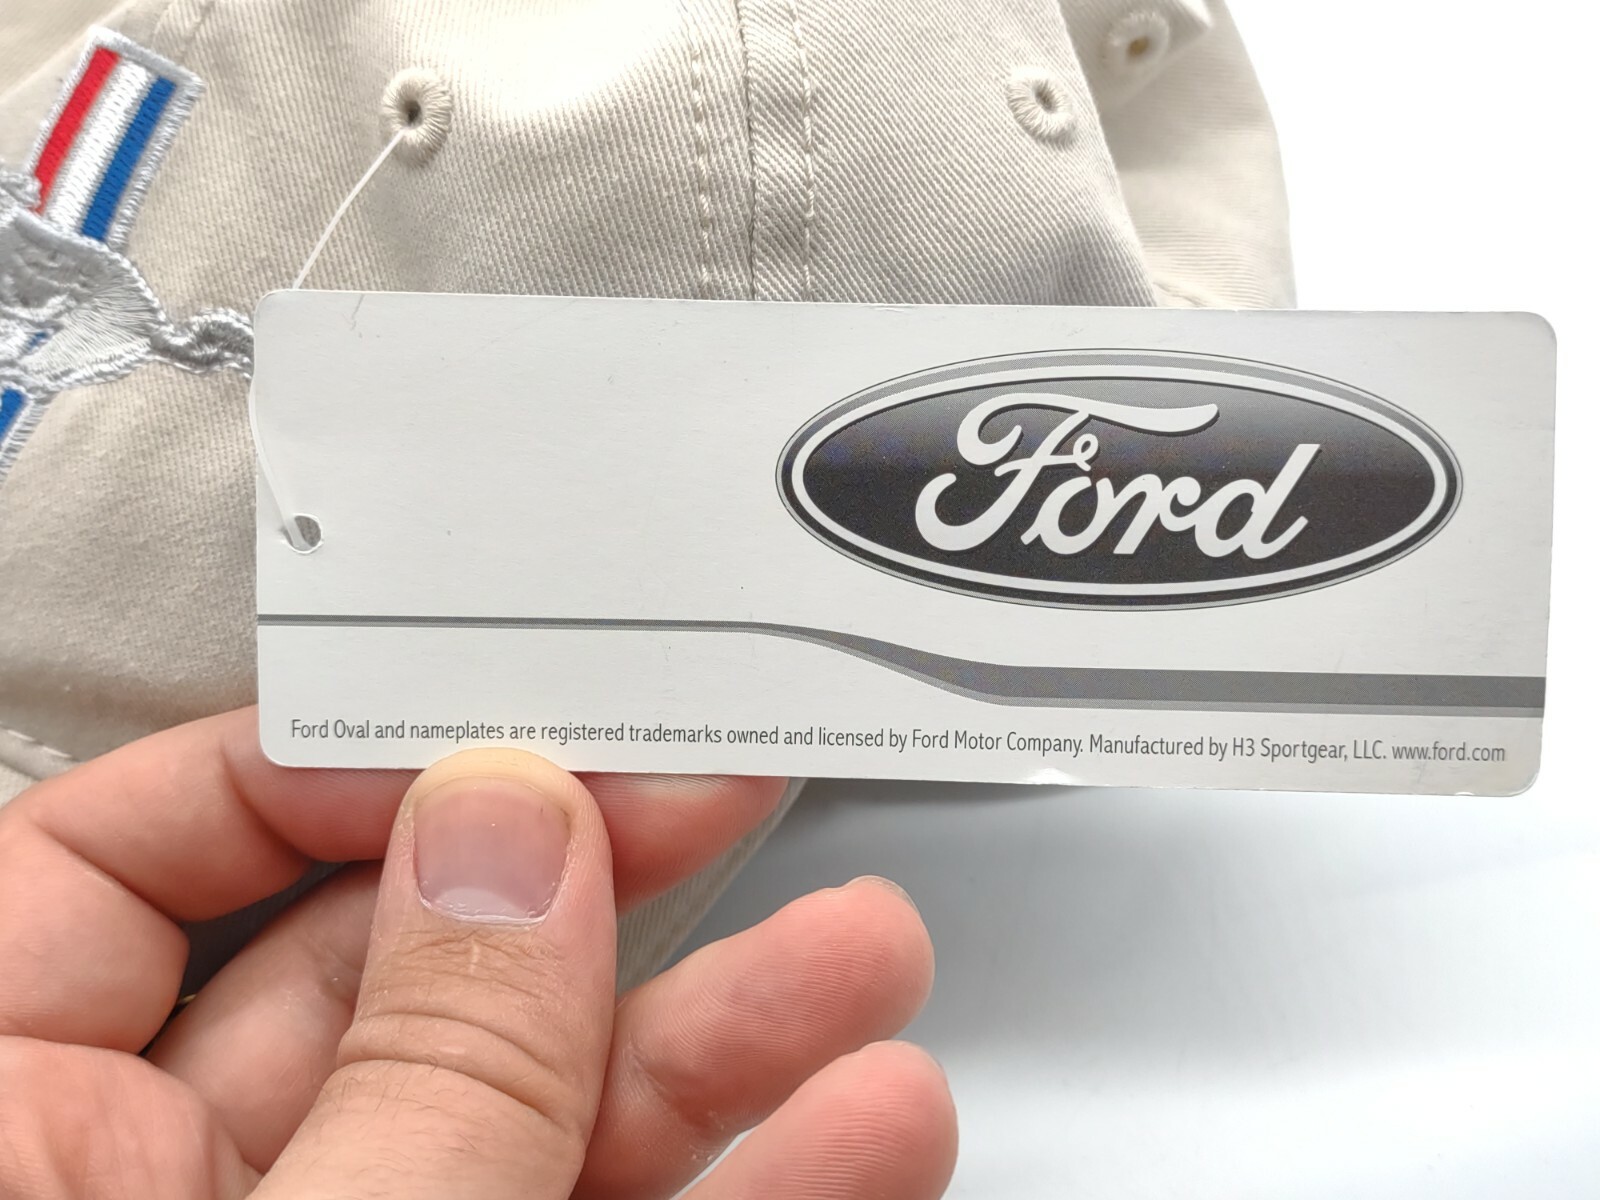 Ford
Ford Oval and nameplates are registered trademarks owned and licensed by Ford Motor Company. Manufactured by H3 Sportgear, LLC. www.ford.com